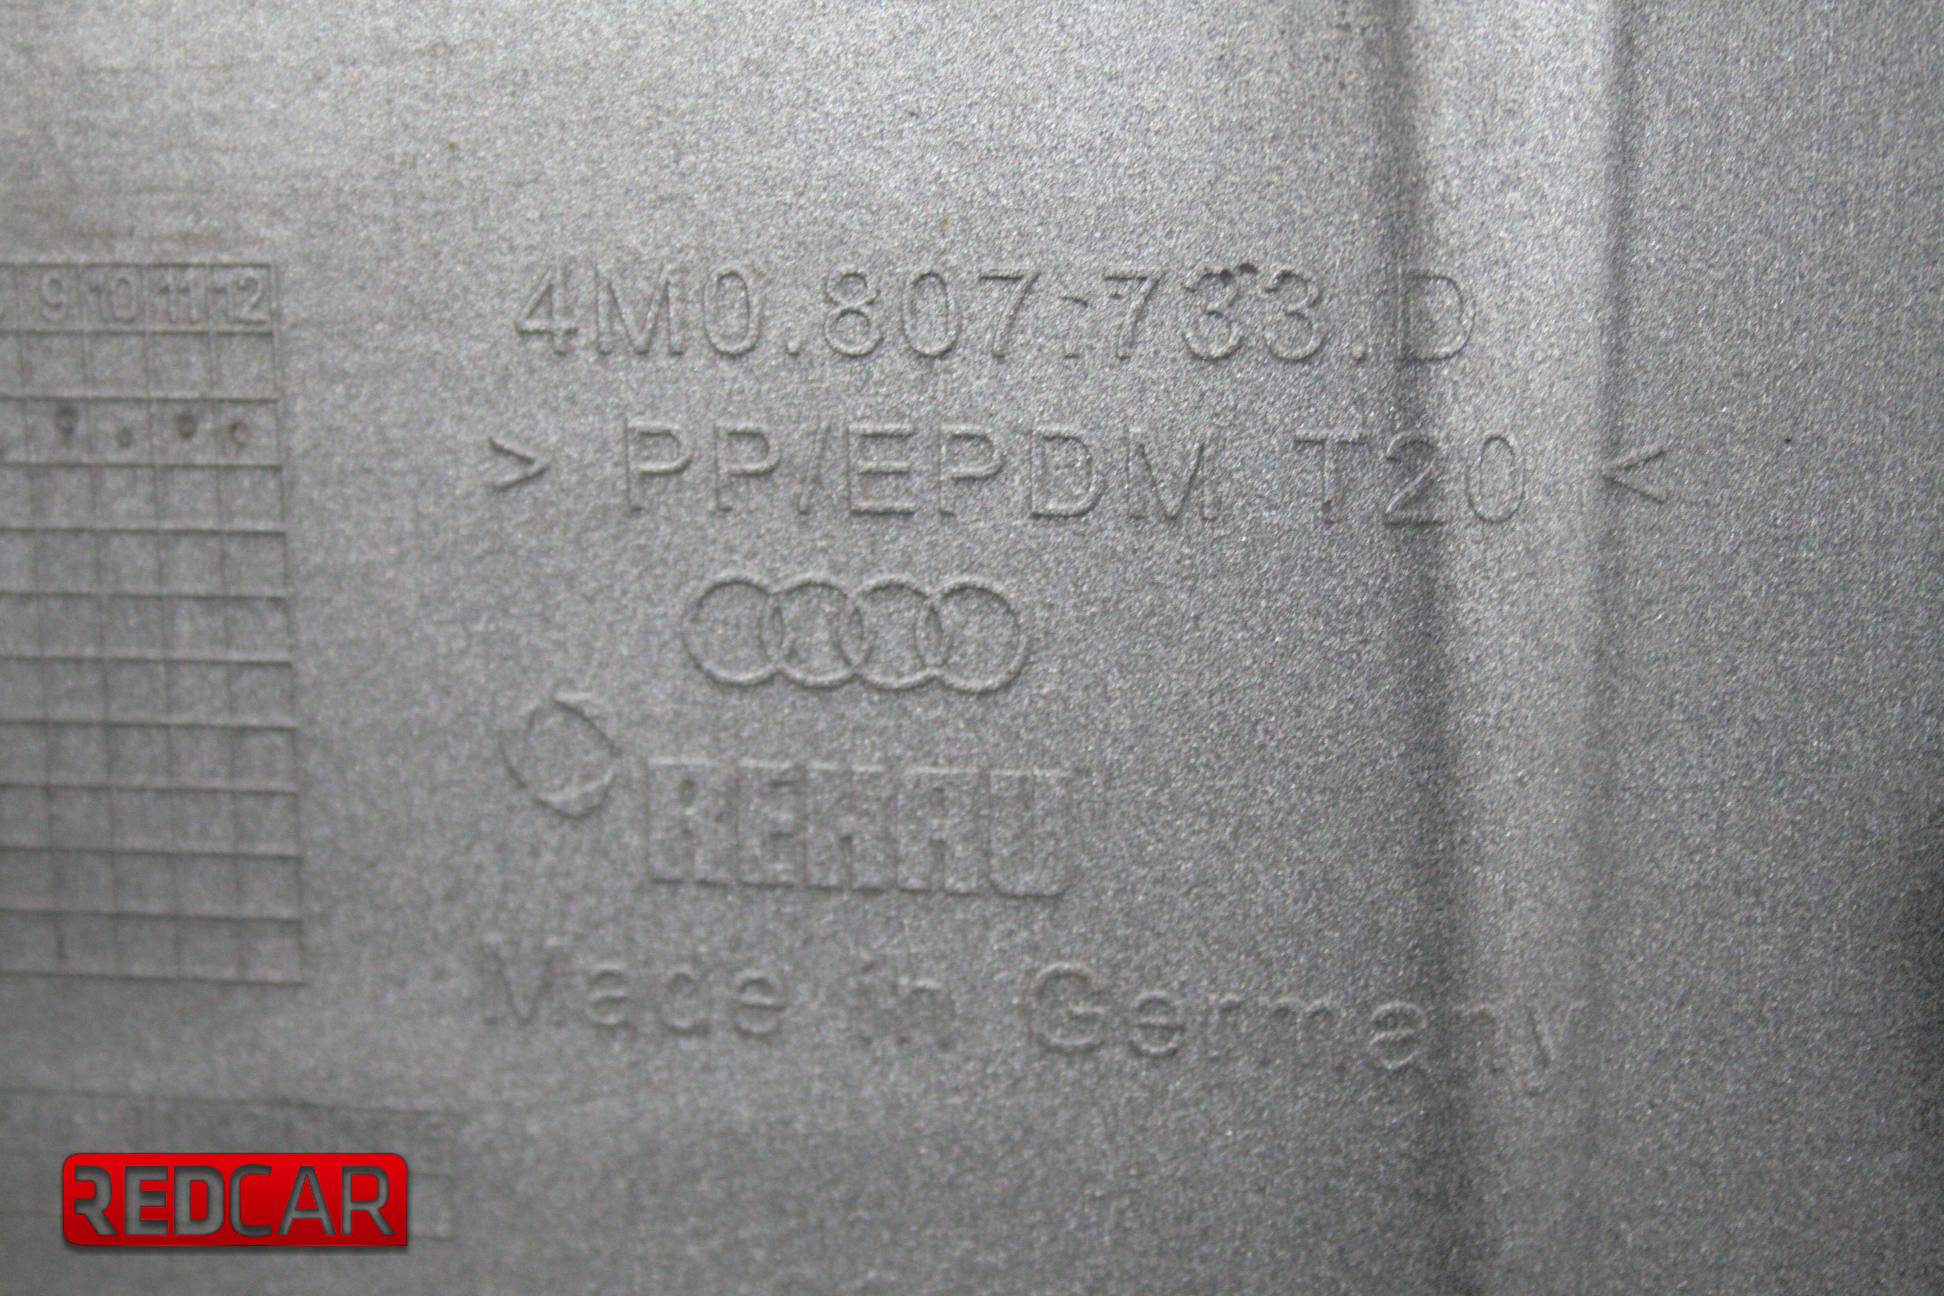 9 10 11 12
4M0.807.733.D
> PP/EPDM T20 <
REHAU
Made in Germany
REDCAR